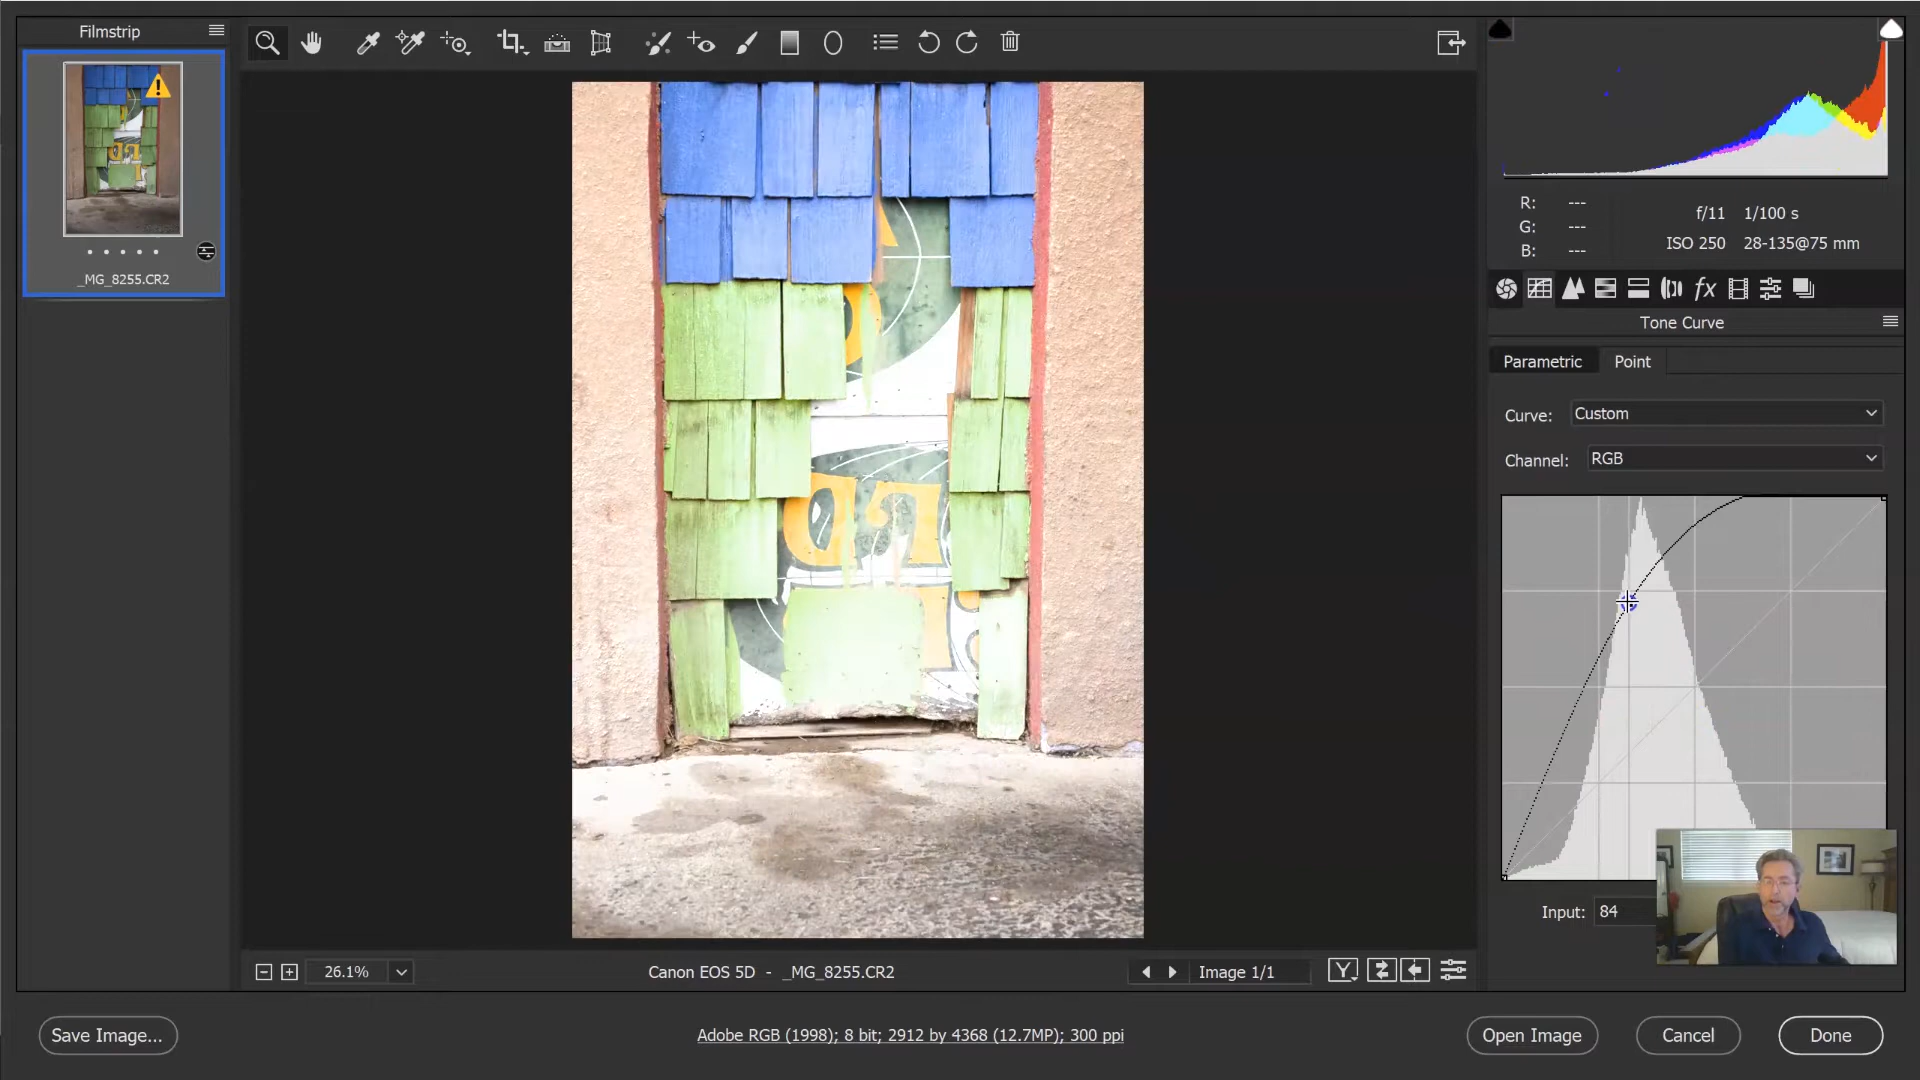 Filmstrip
_MG_8255.CR2
R: ---
G: ---
B: ---
f/11 1/100 s
ISO 250 28-135@75 mm
fx
Tone Curve
Parametric Point
Curve: Custom
Channel: RGB
Input: 84
26.1%
Canon EOS 5D - _MG_8255.CR2
Image 1/1
Y
Save Image...
Adobe RGB (1998); 8 bit; 2912 by 4368 (12.7MP); 300 ppi
Open Image
Cancel
Done